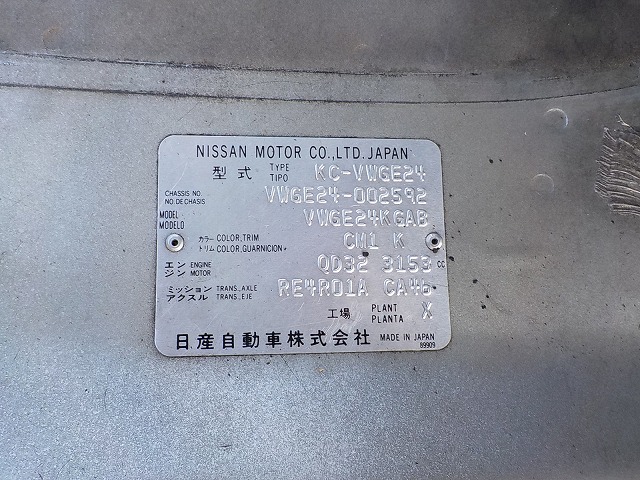 NISSAN MOTOR CO., LTD. JAPAN
型式 TYPE TIPO KC-VWGE24
CHASSIS NO. NO. DE CHASIS VWGE24-002592
MODEL MODELO VWGE24KGAB
カラー トリム COLOR, TRIM COLOR, GUARNICION CM1 K
エンジン ENGINE MOTOR QD32 3153 CC
ミッション アクスル TRANS., AXLE TRANS., EJE RE4R01A CA46
工場 PLANT PLANTA X
日産自動車株式会社 MADE IN JAPAN
89909